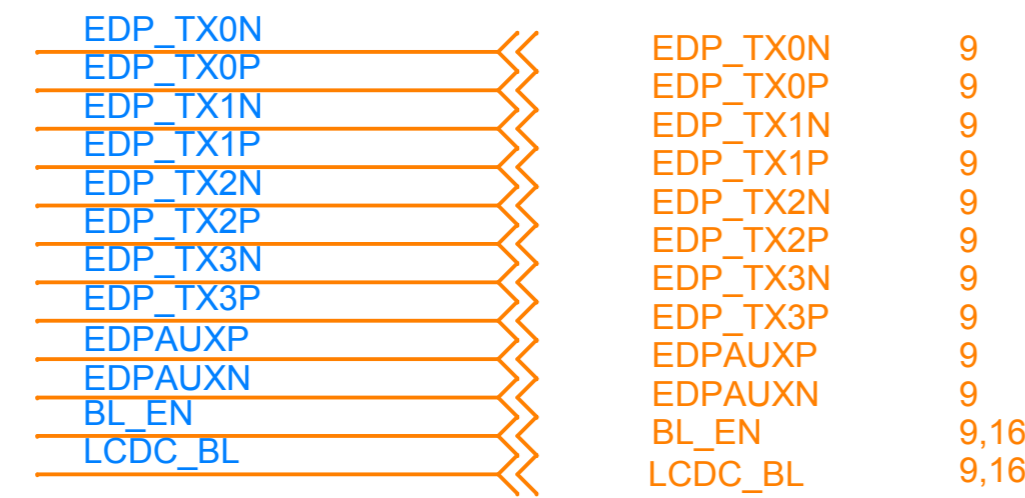 EDP_TX0N EDP_TX0N 9
EDP_TX0P EDP_TX0P 9
EDP_TX1N EDP_TX1N 9
EDP_TX1P EDP_TX1P 9
EDP_TX2N EDP_TX2N 9
EDP_TX2P EDP_TX2P 9
EDP_TX3N EDP_TX3N 9
EDP_TX3P EDP_TX3P 9
EDPAUXP EDPAUXP 9
EDPAUXN EDPAUXN 9
BL_EN BL_EN 9,16
LCDC_BL LCDC_BL 9,16